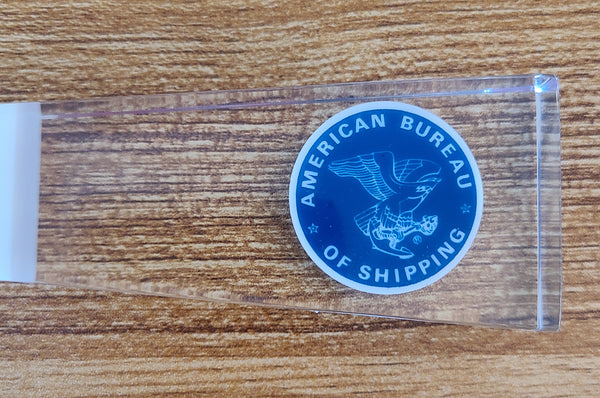 AMERICAN BUREAU
OF SHIPPING